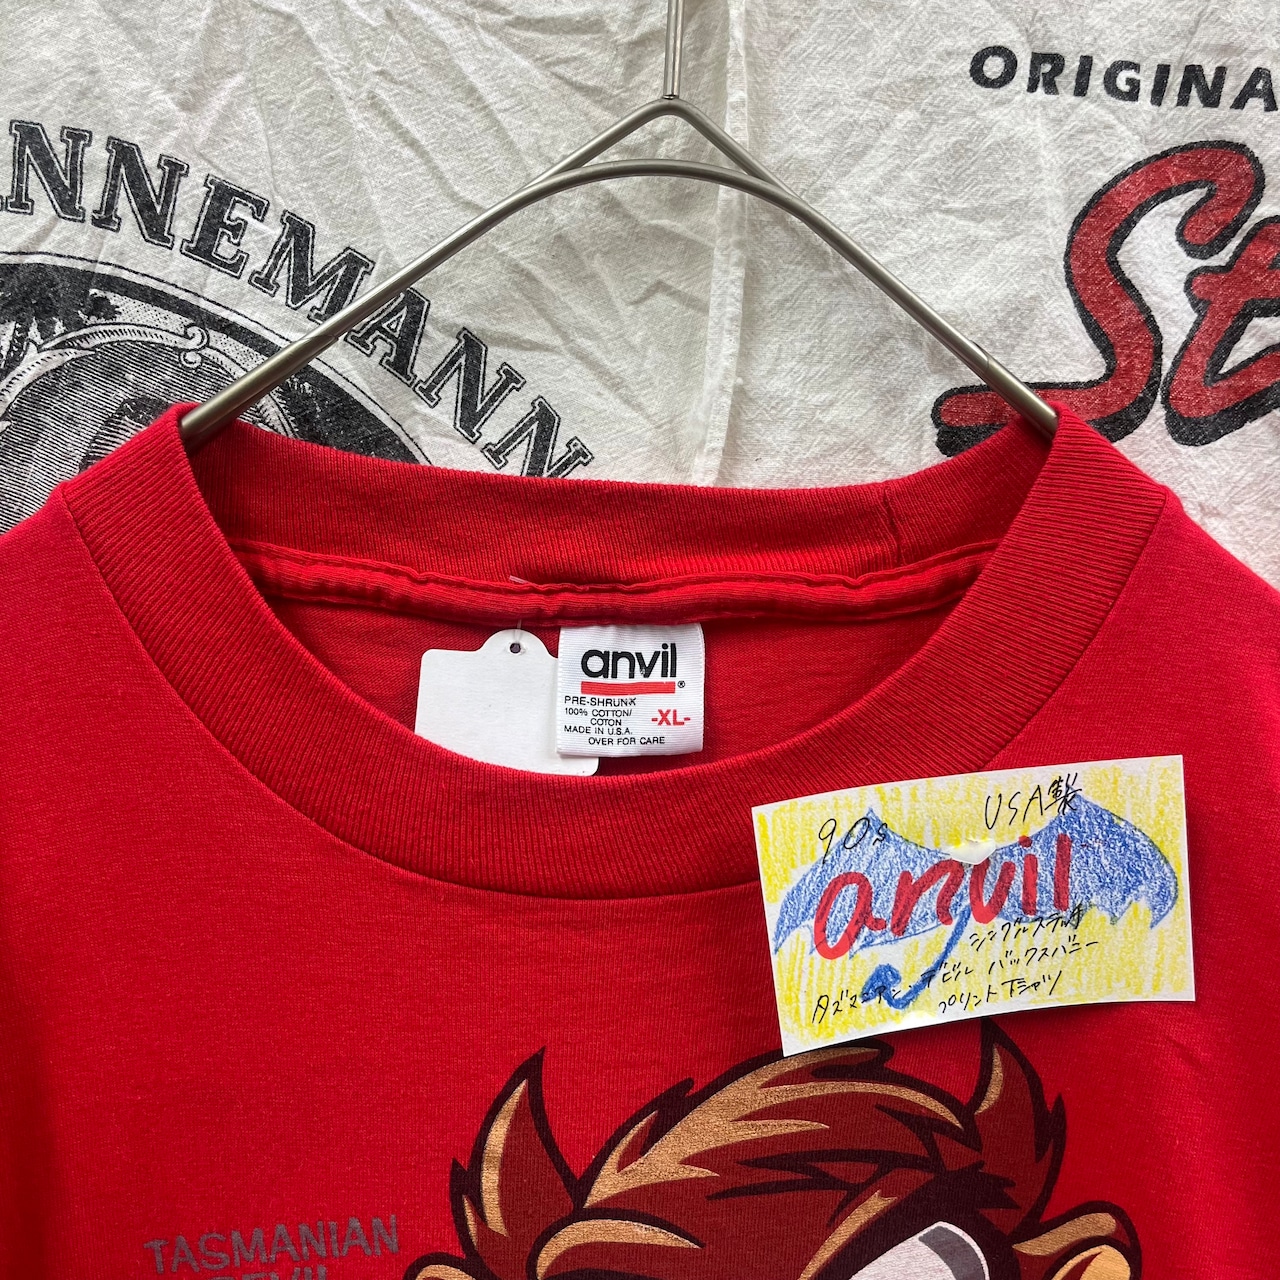 ORIGINA
NNEMANN
St
anvil
®
PRE-SHRUNK
100% COTTON/
COTON
MADE IN U.S.A.
OVER FOR CARE
-XL-
90s
USA製
anvil
シングルステッチ
タズマニアン・デビル バックスバニー
プリントTシャツ
TASMANIAN
DEVIL